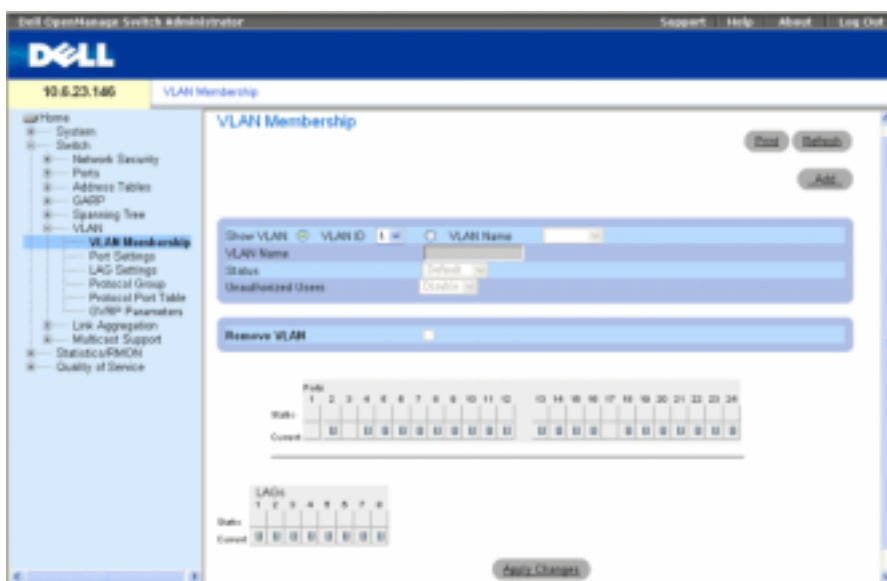 Dell OpenManage Switch Administrator Support Help About Log Out
DELL
10.6.23.146 VLAN Membership
Home
System
Switch
Network Security
Ports
Address Tables
GARP
Spanning Tree
VLAN
VLAN Membership
Port Settings
LAG Settings
Protocol Group
Protocol Port Table
GVRP Parameters
Link Aggregation
Multicast Support
Statistics/RMON
Quality of Service
VLAN Membership
Print Refresh
Add
Show VLAN VLAN ID 1 VLAN Name
VLAN Name
Status Default
Unauthorized Users Disable
Remove VLAN
Ports
1 2 3 4 5 6 7 8 9 10 11 12 13 14 15 16 17 18 19 20 21 22 23 24
Static
Current U U U U U U U U U U U U U U U U U U U U U
LAGs
1 2 3 4 5 6 7 8
Static
Current U U U U U U U U
Apply Changes